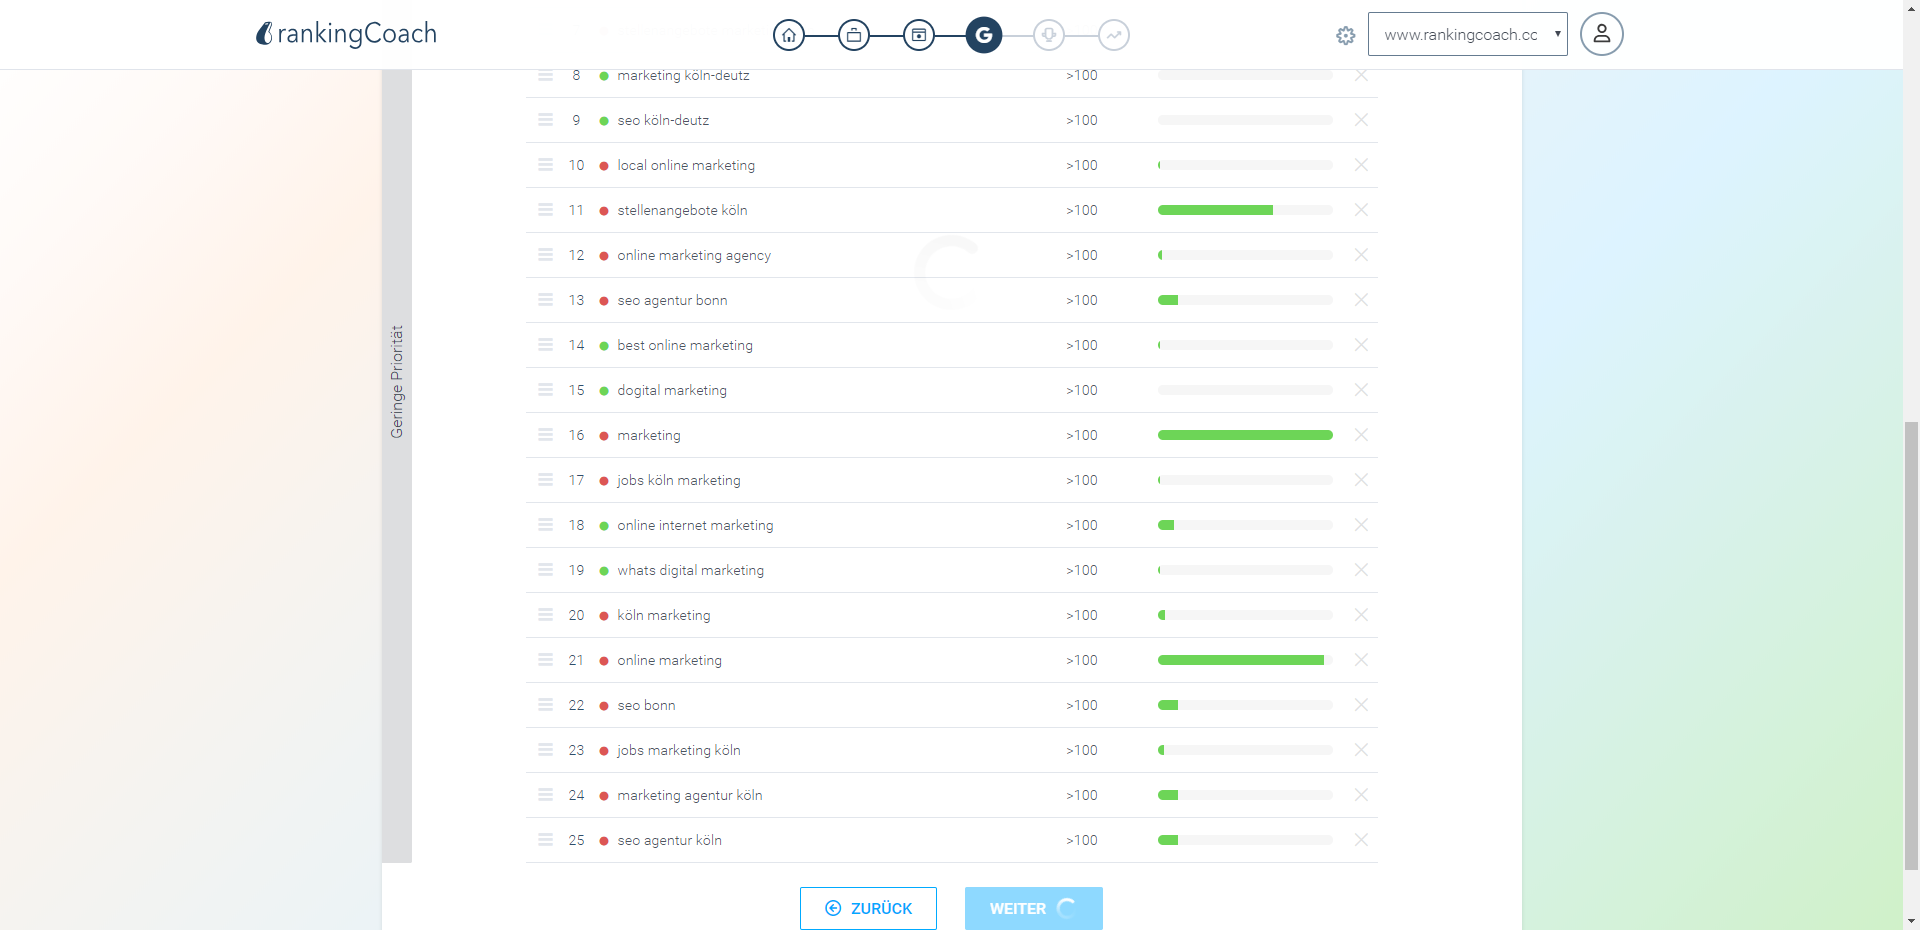 rankingCoach
G
www.rankingcoach.cc
Geringe Priorität
8 marketing köln-deutz >100
9 seo köln-deutz >100
10 local online marketing >100
11 stellenangebote köln >100
12 online marketing agency >100
13 seo agentur bonn >100
14 best online marketing >100
15 dogital marketing >100
16 marketing >100
17 jobs köln marketing >100
18 online internet marketing >100
19 whats digital marketing >100
20 köln marketing >100
21 online marketing >100
22 seo bonn >100
23 jobs marketing köln >100
24 marketing agentur köln >100
25 seo agentur köln >100
ZURÜCK
WEITER